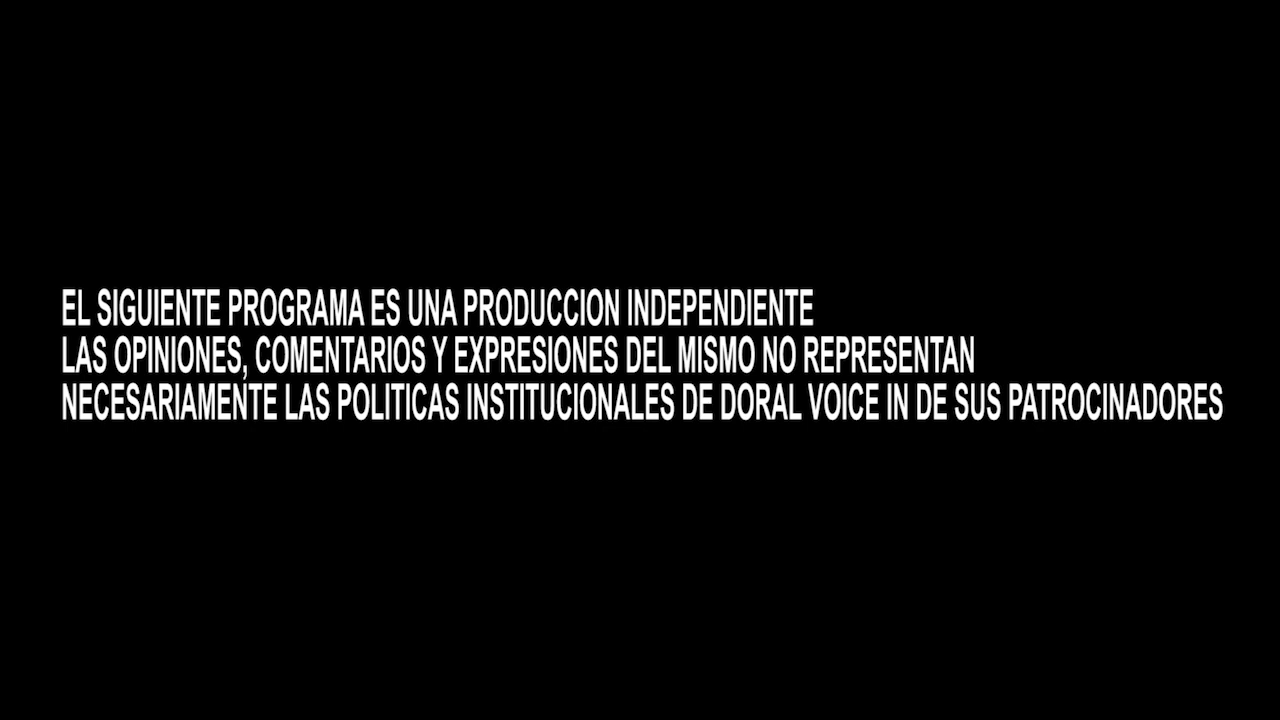 EL SIGUIENTE PROGRAMA ES UNA PRODUCCION INDEPENDIENTE
LAS OPINIONES, COMENTARIOS Y EXPRESIONES DEL MISMO NO REPRESENTAN
NECESARIAMENTE LAS POLITICAS INSTITUCIONALES DE DORAL VOICE IN DE SUS PATROCINADORES